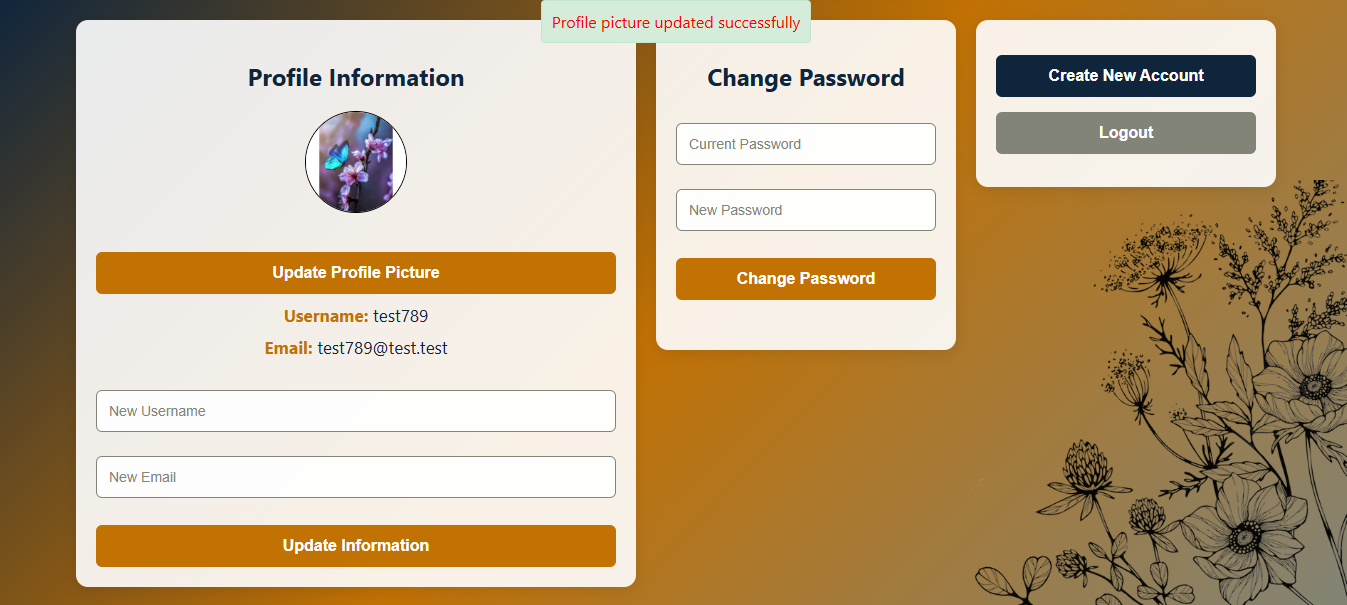 Profile picture updated successfully
Profile Information
Update Profile Picture
Username: test789
Email: test789@test.test
New Username
New Email
Update Information
Change Password
Current Password
New Password
Change Password
Create New Account
Logout